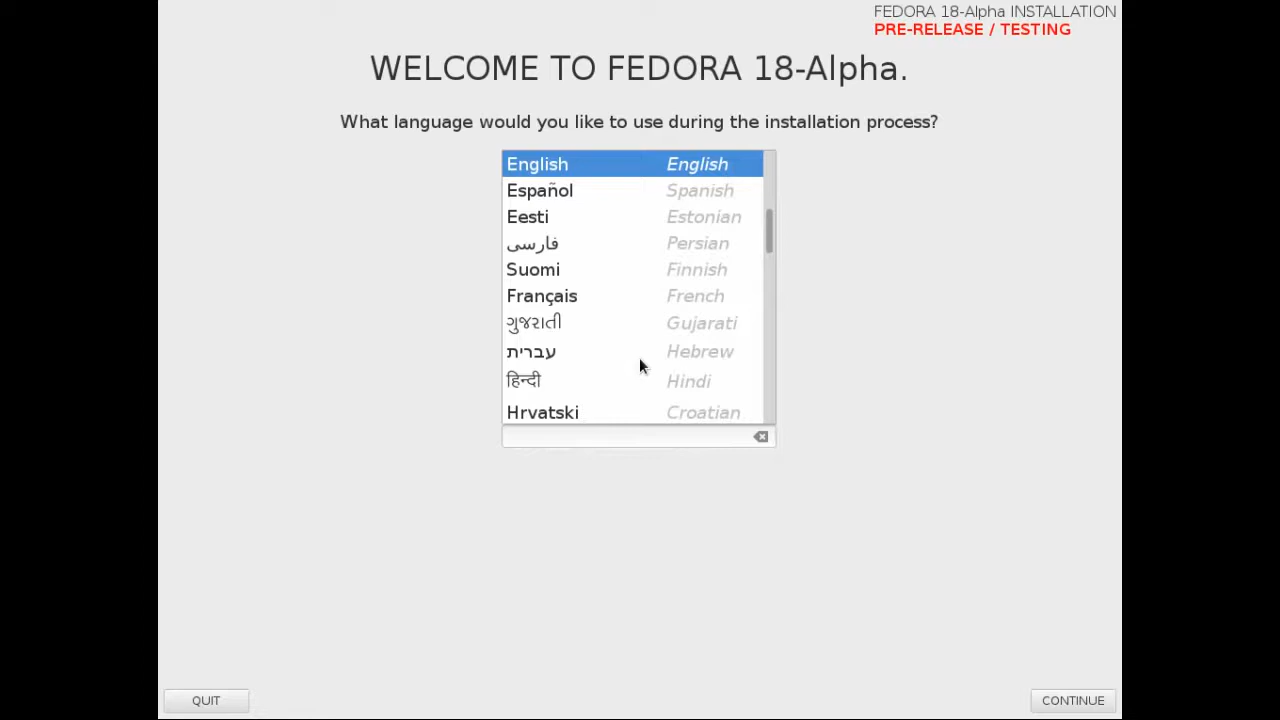 FEDORA 18-Alpha INSTALLATION
PRE-RELEASE / TESTING
WELCOME TO FEDORA 18-Alpha.
What language would you like to use during the installation process?
English English
Español Spanish
Eesti Estonian
فارسی Persian
Suomi Finnish
Français French
ગુજરાતી Gujarati
עברית Hebrew
हिन्दी Hindi
Hrvatski Croatian
QUIT CONTINUE